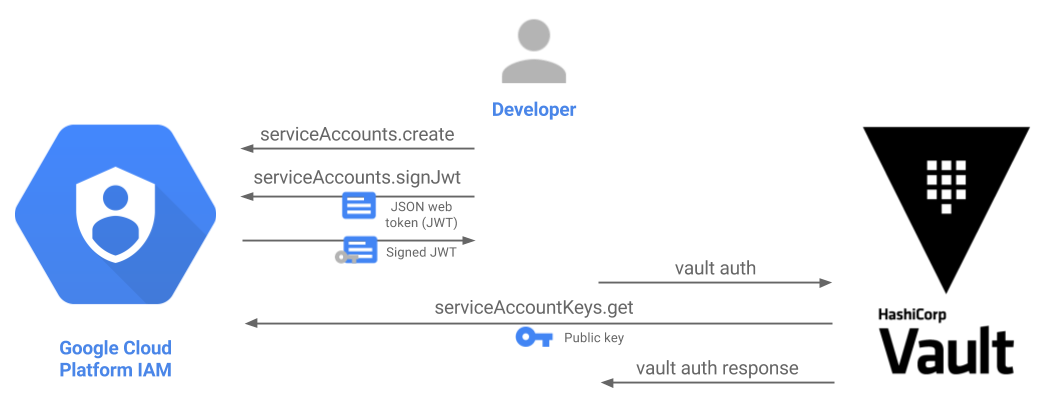 Developer
serviceAccounts.create
serviceAccounts.signJwt
JSON web
token (JWT)
Signed JWT
vault auth
serviceAccountKeys.get
Public key
vault auth response
Google Cloud
Platform IAM
HashiCorp
Vault